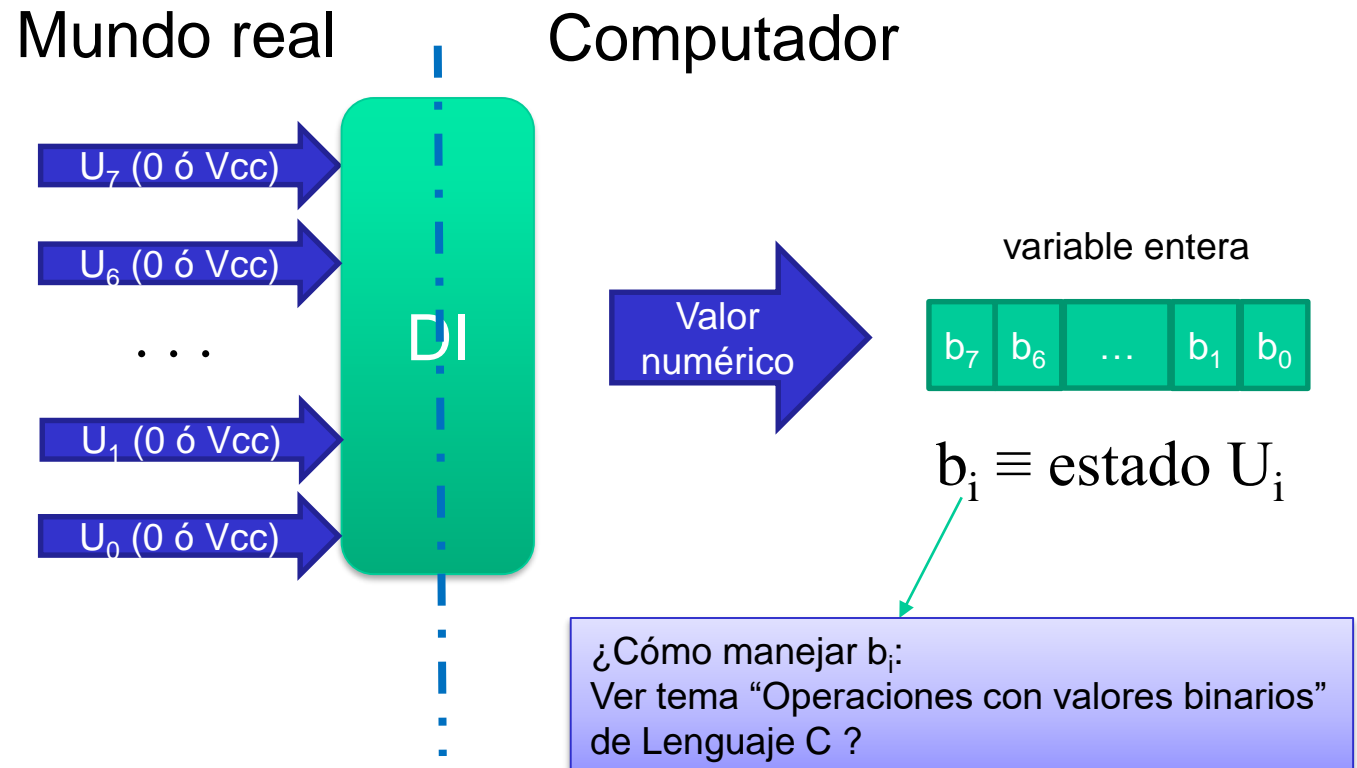 Mundo real
Computador
U₇ (0 ó Vcc)
U₆ (0 ó Vcc)
. . .
U₁ (0 ó Vcc)
U₀ (0 ó Vcc)
DI
Valor
numérico
variable entera
b₇ b₆ … b₁ b₀
bᵢ ≡ estado Uᵢ
¿Cómo manejar bᵢ:
Ver tema “Operaciones con valores binarios”
de Lenguaje C ?